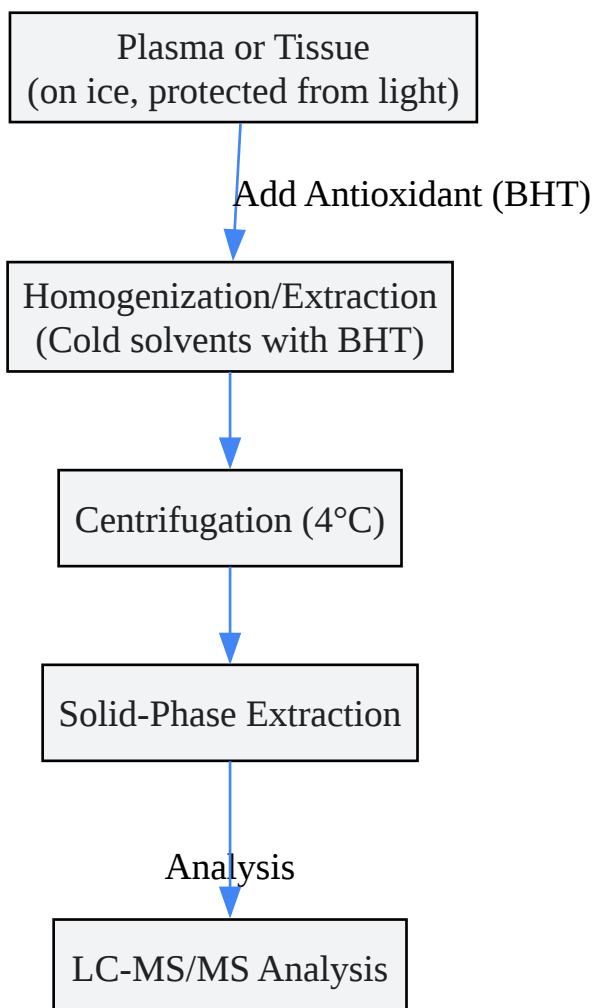 Plasma or Tissue
(on ice, protected from light)
Add Antioxidant (BHT)
Homogenization/Extraction
(Cold solvents with BHT)
Centrifugation (4°C)
Solid-Phase Extraction
Analysis
LC-MS/MS Analysis